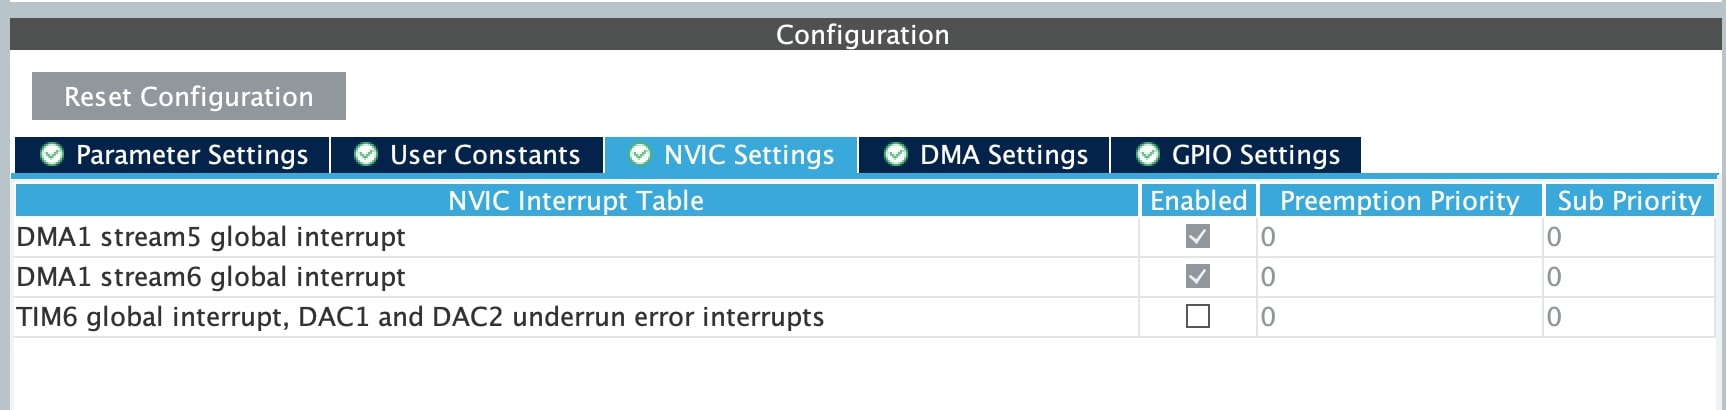 Configuration
Reset Configuration
Parameter Settings User Constants NVIC Settings DMA Settings GPIO Settings
NVIC Interrupt Table Enabled Preemption Priority Sub Priority
DMA1 stream5 global interrupt 0 0
DMA1 stream6 global interrupt 0 0
TIM6 global interrupt, DAC1 and DAC2 underrun error interrupts 0 0